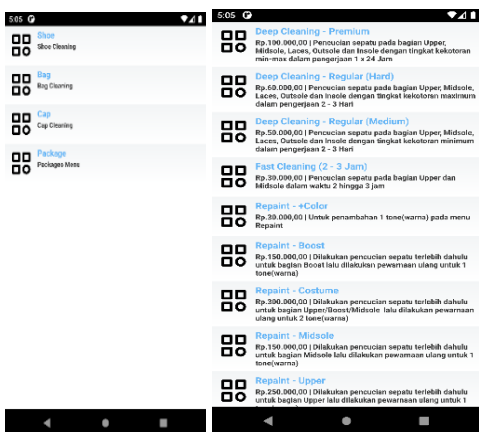 5:05
Shoe
Shoe Cleaning
Bag
Bag Cleaning
Cap
Cap Cleaning
Package
Packages Menu
5:05
Deep Cleaning - Premium
Rp.100.000,00 | Pencucian sepatu pada bagian Upper,
Midsole, Laces, Outsole dan Insole dengan tingkat kekotoran
min-max dalam pengerjaan 1 x 24 Jam
Deep Cleaning - Regular (Hard)
Rp.60.000,00 | Pencucian sepatu pada bagian Upper, Midsole,
Laces, Outsole dan Insole dengan tingkat kekotoran maximum
dalam pengerjaan 2 - 3 Hari
Deep Cleaning - Regular (Medium)
Rp.50.000,00 | Pencucian sepatu pada bagian Upper, Midsole,
Laces, Outsole dan Insole dengan tingkat kekotoran minimum
dalam pengerjaan 2 - 3 Hari
Fast Cleaning (2 - 3 Jam)
Rp.30.000,00 | Pencucian sepatu pada bagian Upper dan
Midsole dalam waktu 2 hingga 3 jam
Repaint - +Color
Rp.30.000,00 | Untuk penambahan 1 tone(warna) pada menu
Repaint
Repaint - Boost
Rp.150.000,00 | Dilakukan pencucian sepatu terlebih dahulu
untuk bagian Boost lalu dilakukan pewarnaan ulang untuk 1
tone(warna)
Repaint - Costume
Rp.300.000,00 | Dilakukan pencucian sepatu terlebih dahulu
untuk bagian Upper/Boost/Midsole lalu dilakukan pewarnaan
ulang untuk 2 tone(warna)
Repaint - Midsole
Rp.150.000,00 | Dilakukan pencucian sepatu terlebih dahulu
untuk bagian Midsole lalu dilakukan pewarnaan ulang untuk 1
tone(warna)
Repaint - Upper
Rp.250.000,00 | Dilakukan pencucian sepatu terlebih dahulu
untuk bagian Upper lalu dilakukan pewarnaan ulang untuk 1